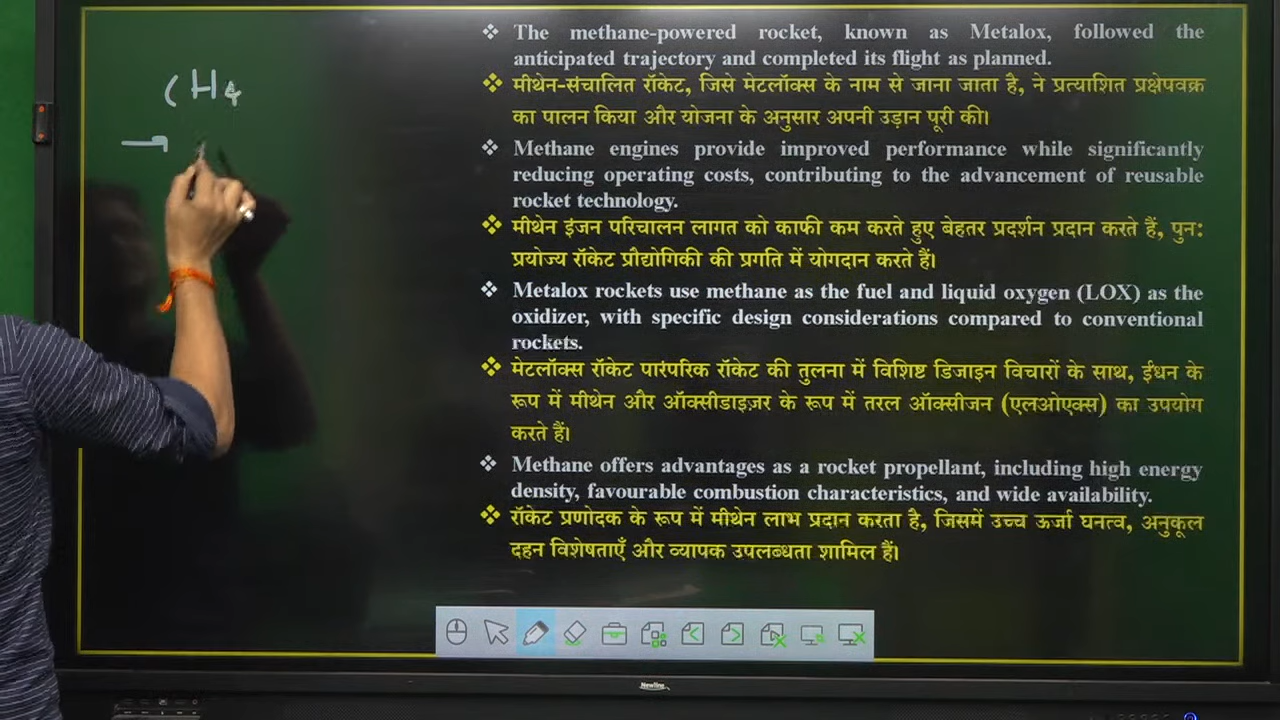 CH4
❖ The methane-powered rocket, known as Metalox, followed the
anticipated trajectory and completed its flight as planned.
❖ मीथेन-संचालित रॉकेट, जिसे मेटलॉक्स के नाम से जाना जाता है, ने प्रत्याशित प्रक्षेपवक्र
का पालन किया और योजना के अनुसार अपनी उड़ान पूरी की।
❖ Methane engines provide improved performance while significantly
reducing operating costs, contributing to the advancement of reusable
rocket technology.
❖ मीथेन इंजन परिचालन लागत को काफी कम करते हुए बेहतर प्रदर्शन प्रदान करते हैं, पुन:
प्रयोज्य रॉकेट प्रौद्योगिकी की प्रगति में योगदान करते हैं।
❖ Metalox rockets use methane as the fuel and liquid oxygen (LOX) as the
oxidizer, with specific design considerations compared to conventional
rockets.
❖ मेटलॉक्स रॉकेट पारंपरिक रॉकेट की तुलना में विशिष्ट डिजाइन विचारों के साथ, ईंधन के
रूप में मीथेन और ऑक्सीडाइज़र के रूप में तरल ऑक्सीजन (एलओएक्स) का उपयोग
करते हैं।
❖ Methane offers advantages as a rocket propellant, including high energy
density, favourable combustion characteristics, and wide availability.
❖ रॉकेट प्रणोदक के रूप में मीथेन लाभ प्रदान करता है, जिसमें उच्च ऊर्जा घनत्व, अनुकूल
दहन विशेषताएँ और व्यापक उपलब्धता शामिल हैं।
Newline